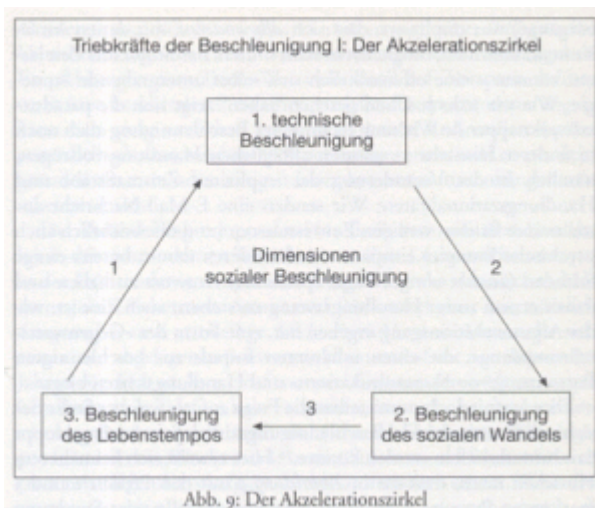 Triebkräfte der Beschleunigung I: Der Akzelerationszirkel
1. technische
Beschleunigung
1
Dimensionen
sozialer Beschleunigung
2
3. Beschleunigung
des Lebenstempos
3
2. Beschleunigung
des sozialen Wandels
Abb. 9: Der Akzelerationszirkel